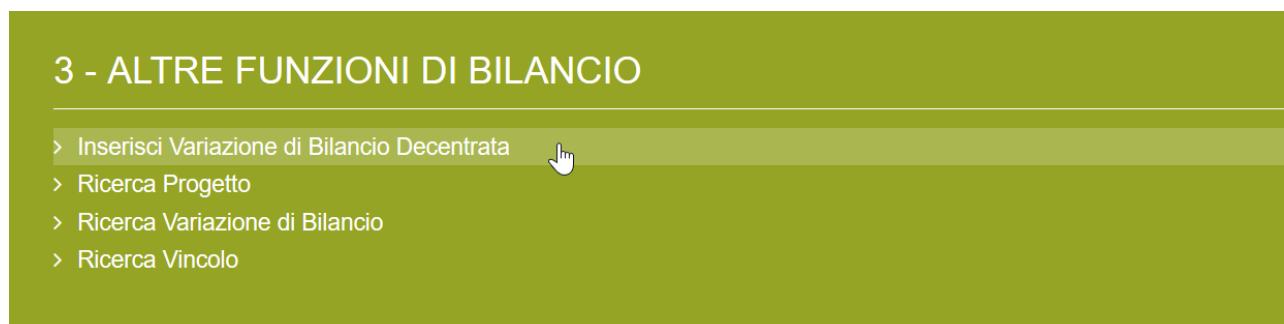 3 - ALTRE FUNZIONI DI BILANCIO
> Inserisci Variazione di Bilancio Decentrata
> Ricerca Progetto
> Ricerca Variazione di Bilancio
> Ricerca Vincolo